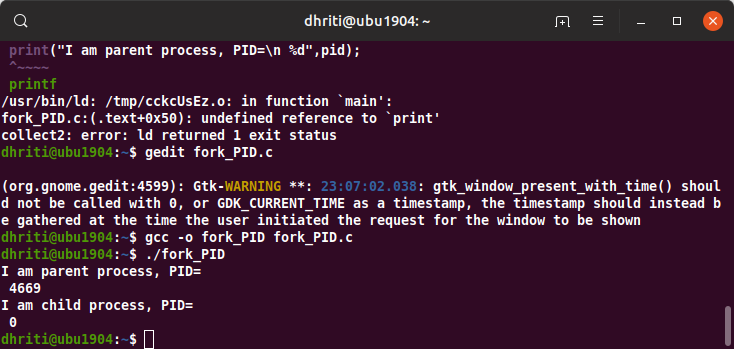 dhriti@ubu1904: ~
print("I am parent process, PID=\n %d",pid);
^~~~~
printf
/usr/bin/ld: /tmp/cckcUsEz.o: in function `main':
fork_PID.c:(.text+0x50): undefined reference to `print'
collect2: error: ld returned 1 exit status
dhriti@ubu1904:~$ gedit fork_PID.c
(org.gnome.gedit:4599): Gtk-WARNING **: 23:07:02.038: gtk_window_present_with_time() shoul
d not be called with 0, or GDK_CURRENT_TIME as a timestamp, the timestamp should instead b
e gathered at the time the user initiated the request for the window to be shown
dhriti@ubu1904:~$ gcc -o fork_PID fork_PID.c
dhriti@ubu1904:~$ ./fork_PID
I am parent process, PID=
4669
I am child process, PID=
0
dhriti@ubu1904:~$